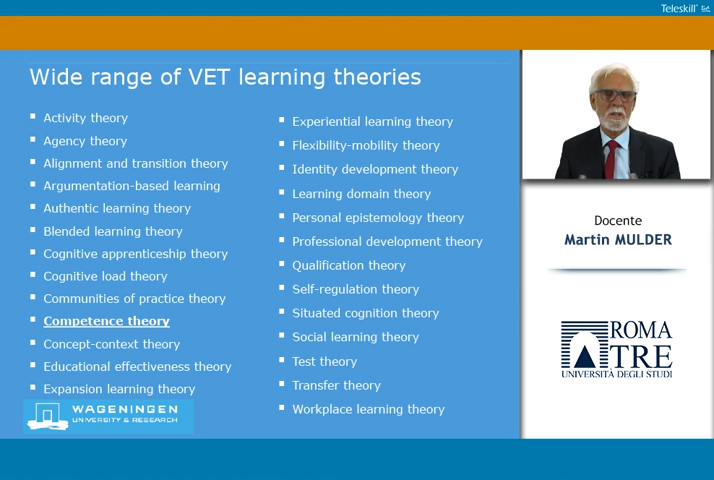 Teleskill
Wide range of VET learning theories
Activity theory
Agency theory
Alignment and transition theory
Argumentation-based learning
Authentic learning theory
Blended learning theory
Cognitive apprenticeship theory
Cognitive load theory
Communities of practice theory
Competence theory
Concept-context theory
Educational effectiveness theory
Expansion learning theory
Experiential learning theory
Flexibility-mobility theory
Identity development theory
Learning domain theory
Personal epistemology theory
Professional development theory
Qualification theory
Self-regulation theory
Situated cognition theory
Social learning theory
Test theory
Transfer theory
Workplace learning theory
WAGENINGEN
UNIVERSITY & RESEARCH
Docente
Martin MULDER
ROMA
TRE
UNIVERSITÀ DEGLI STUDI